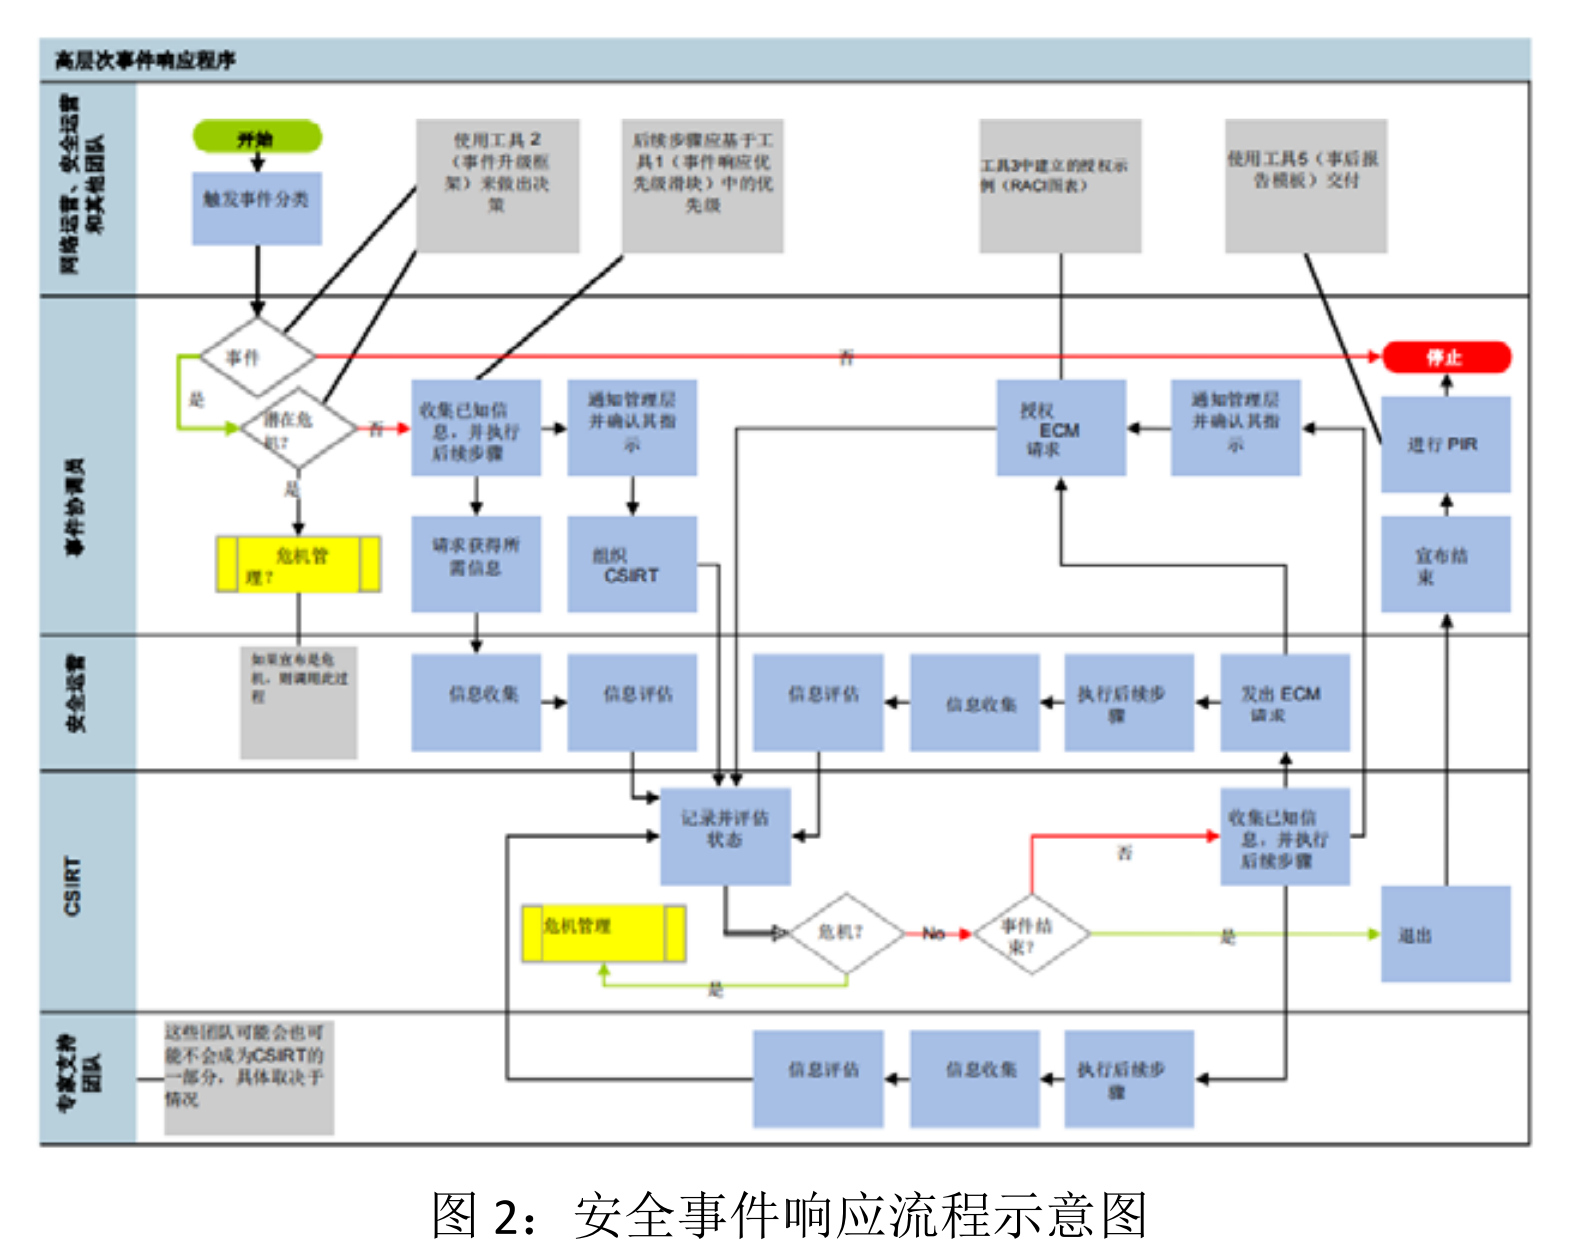 高层次事件响应程序
网络运营、安全运营
和其他团队
开始
触发事件分类
使用工具 2
（事件升级框
架）来做出决
策
后续步骤应基于工
具1（事件响应优
先级滑块）中的优
先级
工具3中建立的授权示
例（RACI图表）
使用工具5（事后报
告模板）交付
事件协调员
事件
是
否
停止
潜在危
机？
否
是
收集已知信
息，并执行
后续步骤
通知管理层
并确认其指
示
授权
ECM
请求
通知管理层
并确认其指
示
进行 PIR
危机管
理？
请求获得所
需信息
组织
CSIRT
宣布结
束
安全运营
如果宣布是危
机，则调用此过
程
信息收集
信息评估
信息评估
信息收集
执行后续步
骤
发出 ECM
请求
CSIRT
记录并评估
状态
收集已知信
息，并执行
后续步骤
否
危机管理
危机？
No
事件结
束？
是
退出
是
专家支持
团队
这些团队可能会也可
能不会成为CSIRT的
一部分，具体取决于
情况
信息评估
信息收集
执行后续步
骤
图 2：安全事件响应流程示意图